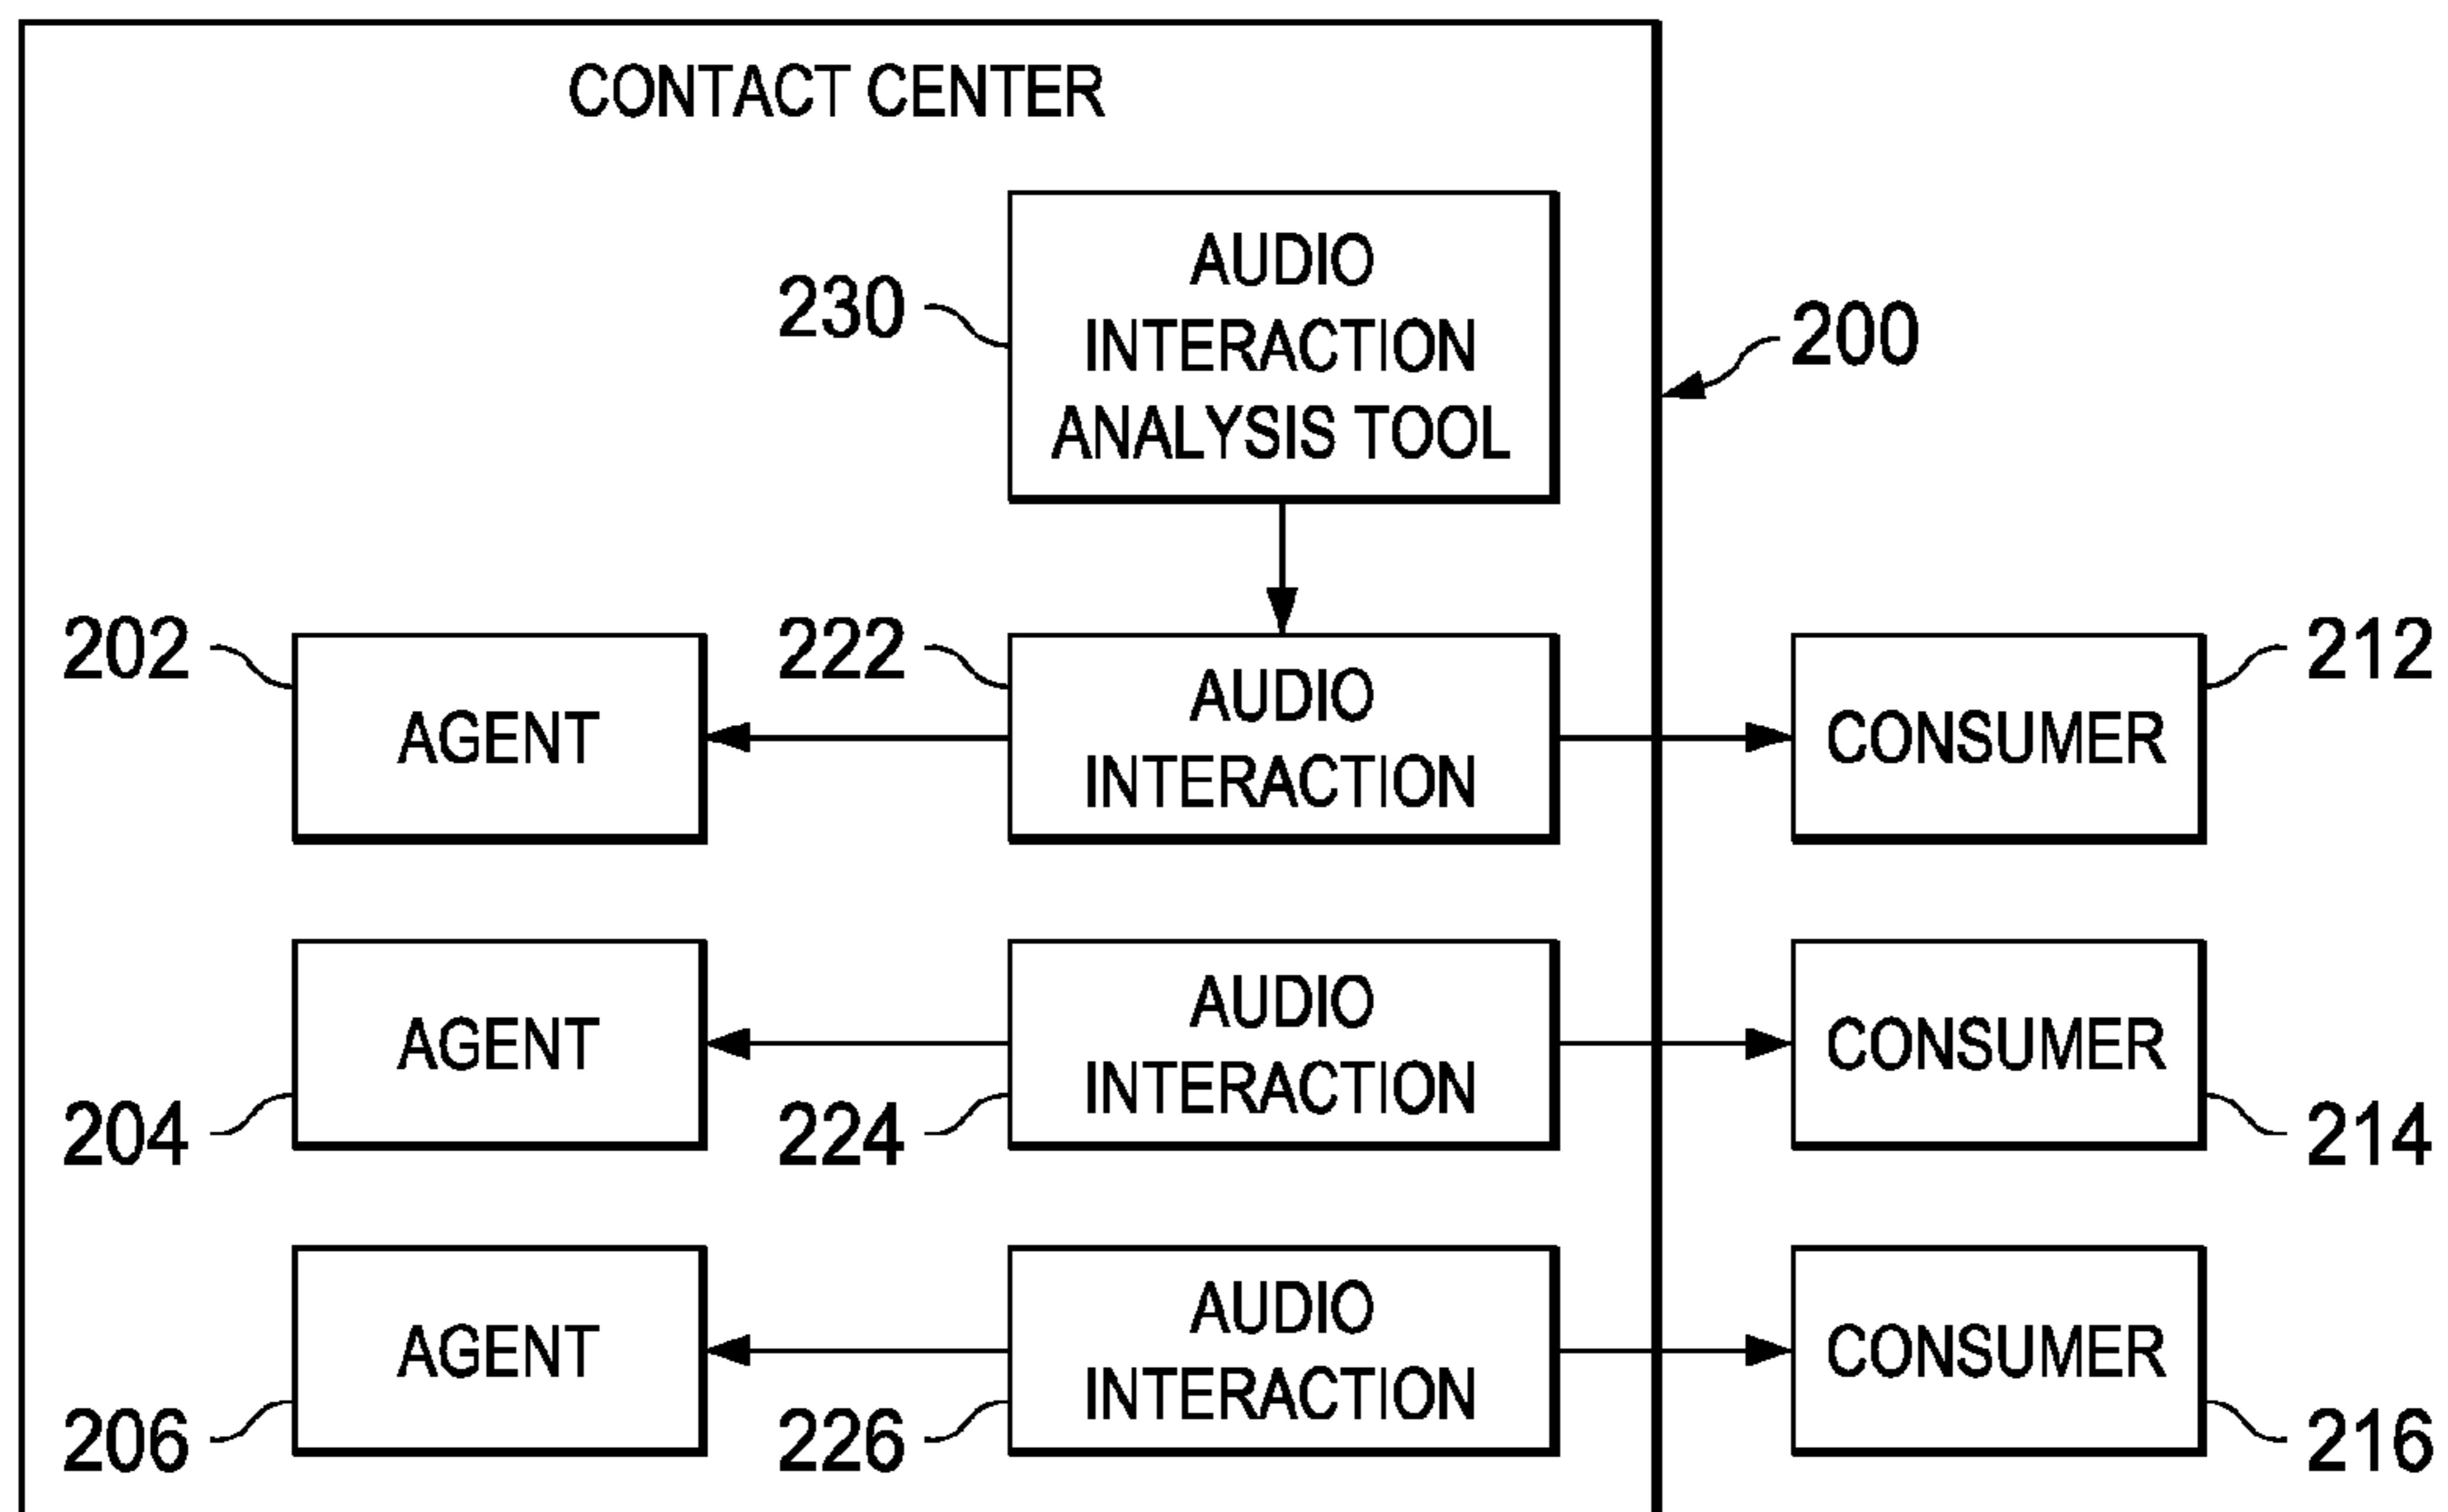 CONTACT CENTER
230
AUDIO
INTERACTION
ANALYSIS TOOL
200
202
AGENT
222
AUDIO
INTERACTION
CONSUMER
212
204
AGENT
224
AUDIO
INTERACTION
CONSUMER
214
206
AGENT
226
AUDIO
INTERACTION
CONSUMER
216